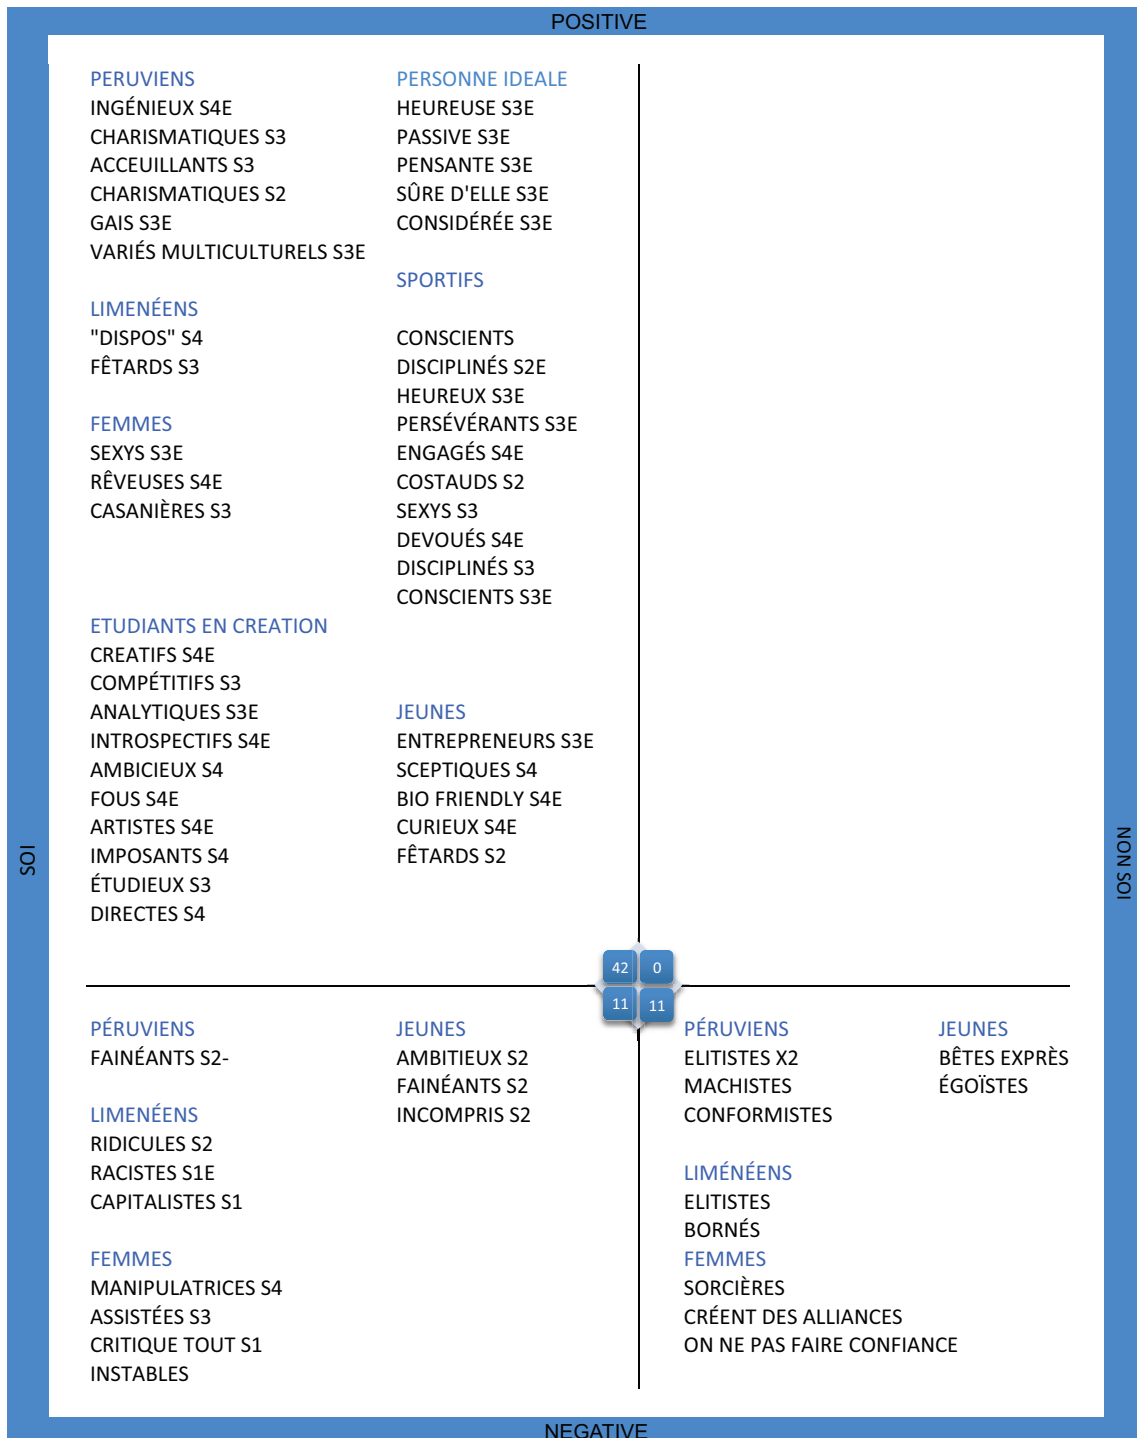 POSITIVE
PERUVIENS
INGÉNIEUX S4E
CHARISMATIQUES S3
ACCEUILLANTS S3
CHARISMATIQUES S2
GAIS S3E
VARIÉS MULTICULTURELS S3E
LIMENÉENS
"DISPOS" S4
FÊTARDS S3
FEMMES
SEXYS S3E
RÊVEUSES S4E
CASANIÈRES S3
ETUDIANTS EN CREATION
CREATIFS S4E
COMPÉTITIFS S3
ANALYTIQUES S3E
INTROSPECTIFS S4E
AMBICIEUX S4
FOUS S4E
ARTISTES S4E
IMPOSANTS S4
ÉTUDIEUX S3
DIRECTES S4
PERSONNE IDEALE
HEUREUSE S3E
PASSIVE S3E
PENSANTE S3E
SÛRE D'ELLE S3E
CONSIDÉRÉE S3E
SPORTIFS
CONSCIENTS
DISCIPLINÉS S2E
HEUREUX S3E
PERSÉVÉRANTS S3E
ENGAGÉS S4E
COSTAUDS S2
SEXYS S3
DEVOUÉS S4E
DISCIPLINÉS S3
CONSCIENTS S3E
JEUNES
ENTREPRENEURS S3E
SCEPTIQUES S4
BIO FRIENDLY S4E
CURIEUX S4E
FÊTARDS S2
SOI
NON SOI
42 0
11 11
PÉRUVIENS
FAINÉANTS S2-
LIMENÉENS
RIDICULES S2
RACISTES S1E
CAPITALISTES S1
FEMMES
MANIPULATRICES S4
ASSISTÉES S3
CRITIQUE TOUT S1
INSTABLES
JEUNES
AMBITIEUX S2
FAINÉANTS S2
INCOMPRIS S2
PÉRUVIENS
ELITISTES X2
MACHISTES
CONFORMISTES
LIMÉNÉENS
ELITISTES
BORNÉS
FEMMES
SORCIÈRES
CRÉENT DES ALLIANCES
ON NE PAS FAIRE CONFIANCE
JEUNES
BÊTES EXPRÈS
ÉGOÏSTES
NEGATIVE